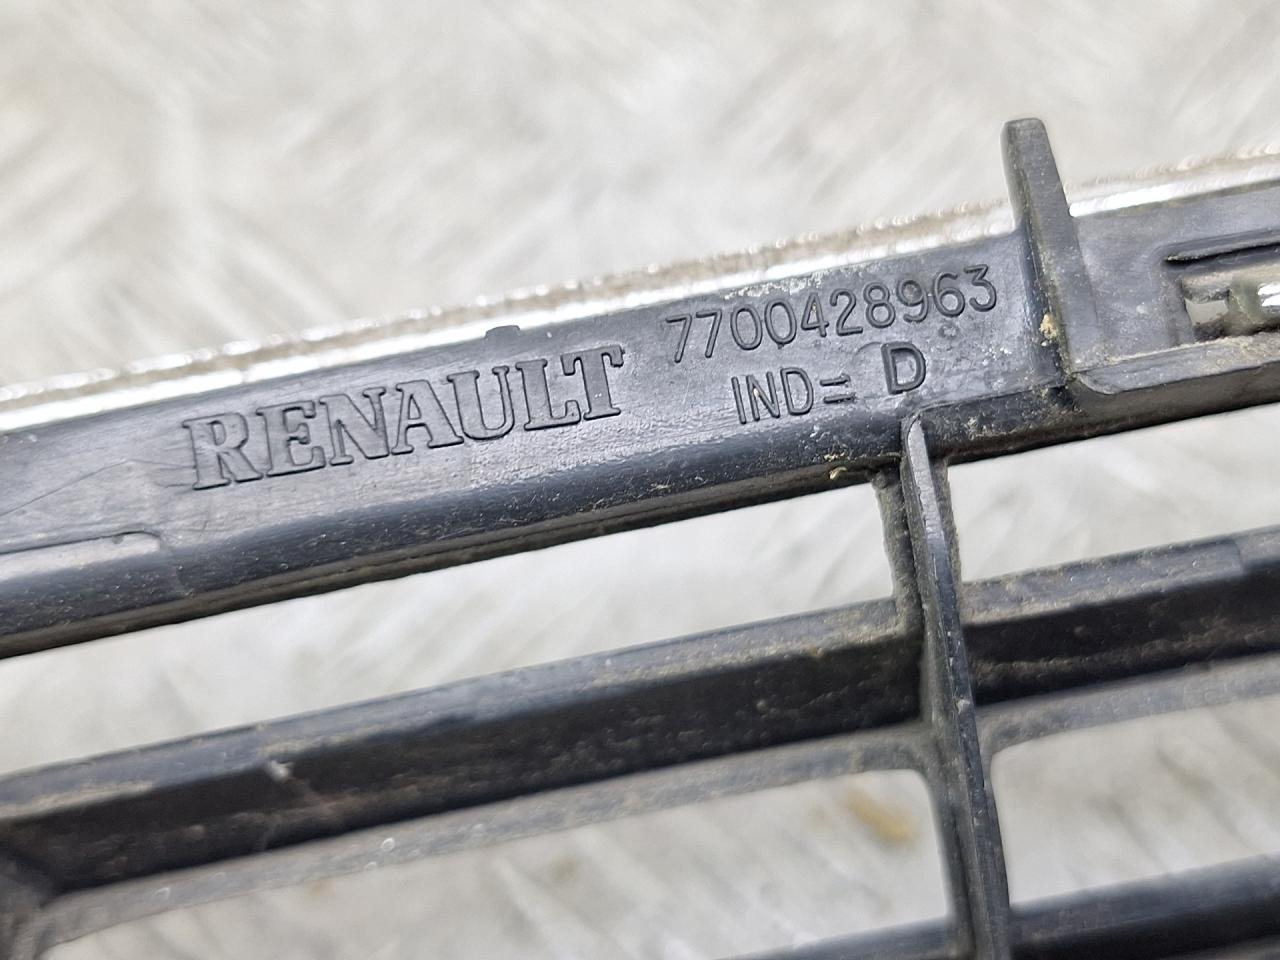 RENAULT
7700428963
IND= D